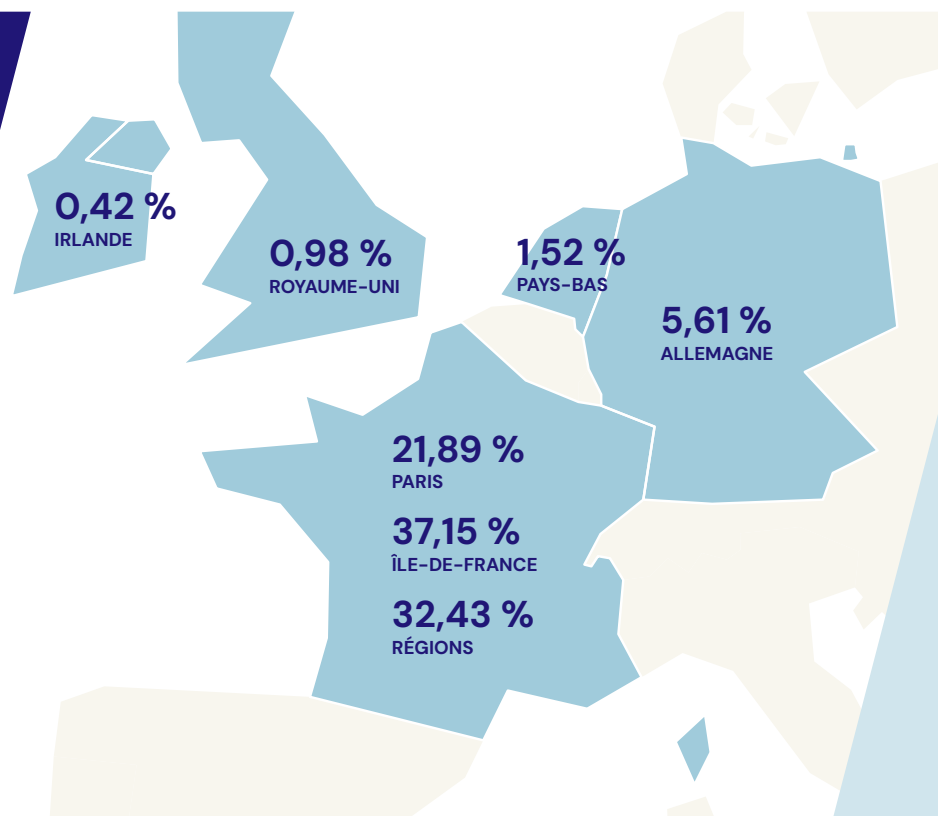 0,42 %
IRLANDE
0,98 %
ROYAUME-UNI
1,52 %
PAYS-BAS
5,61 %
ALLEMAGNE
21,89 %
PARIS
37,15 %
ÎLE-DE-FRANCE
32,43 %
RÉGIONS